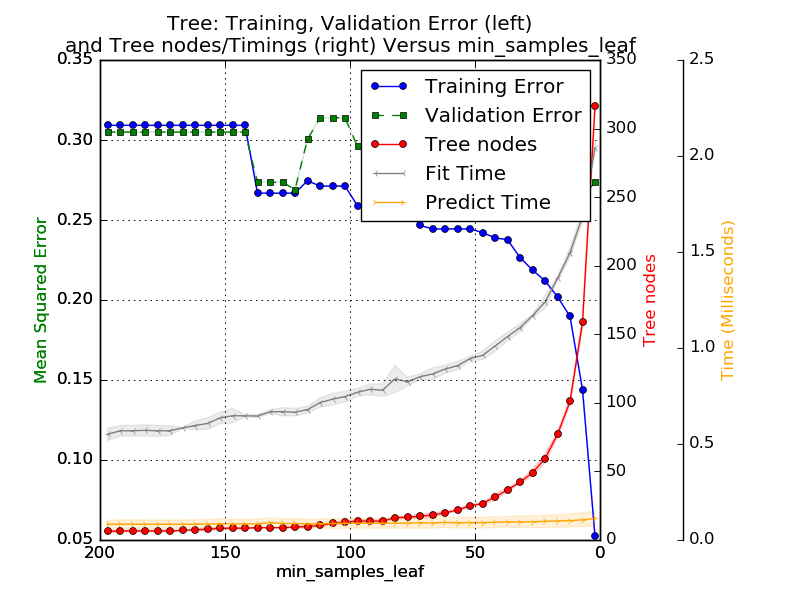 Tree: Training, Validation Error (left)
and Tree nodes/Timings (right) Versus min_samples_leaf
Training Error
Validation Error
Tree nodes
Fit Time
Predict Time
Mean Squared Error
0.35
0.30
0.25
0.20
0.15
0.10
0.05
200
150
100
50
0
min_samples_leaf
350
300
250
200
150
100
50
0
Tree nodes
2.5
2.0
1.5
1.0
0.5
0.0
Time (Milliseconds)